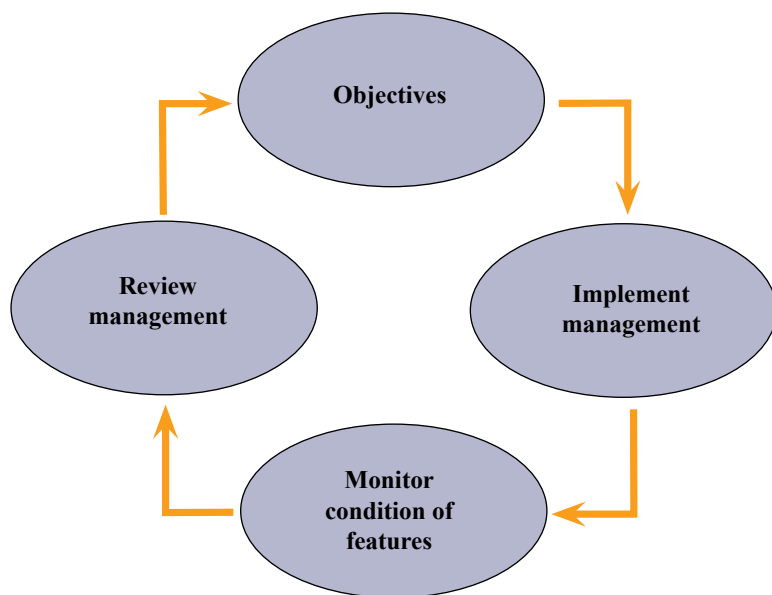 Objectives
Implement
management
Monitor
condition of
features
Review
management